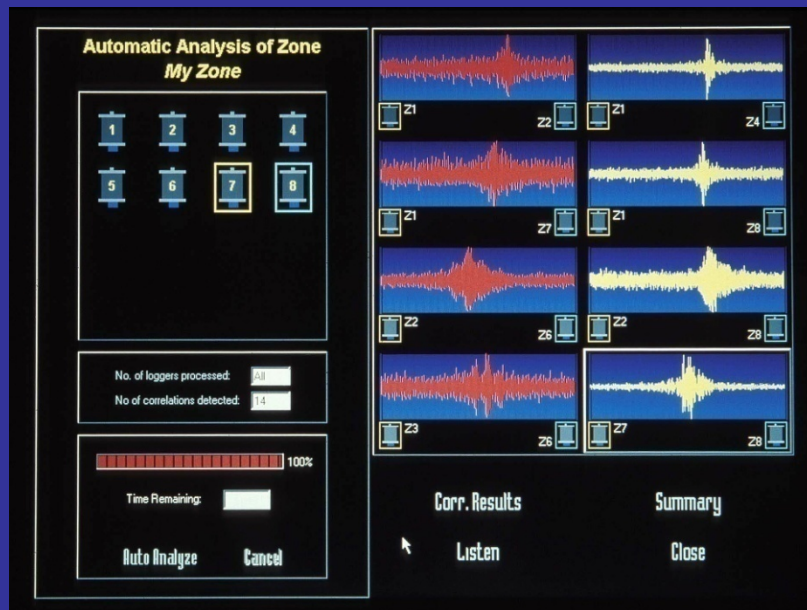 Automatic Analysis of Zone
My Zone
1 2 3 4
5 6 7 8
No. of loggers processed: All
No of correlations detected: 14
100%
Time Remaining:
Auto Analyze Cancel
Z1 Z2
Z1 Z4
Z1 Z7
Z1 Z8
Z2 Z6
Z2 Z8
Z3 Z6
Z7 Z8
Corr. Results Summary
Listen Close